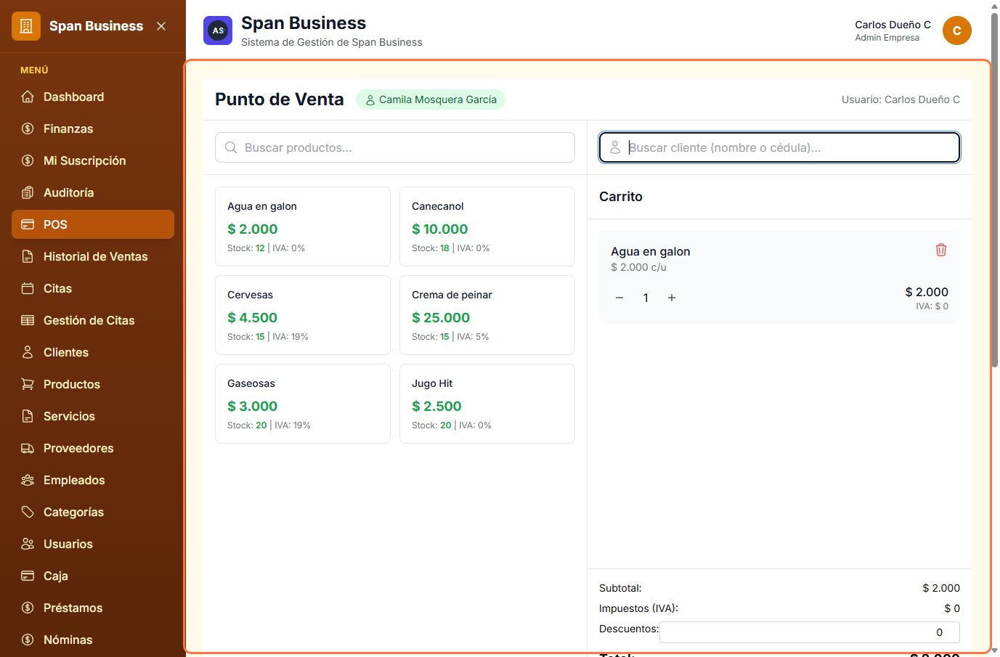 Span Business
MENÚ
Dashboard
Finanzas
Mi Suscripción
Auditoría
POS
Historial de Ventas
Citas
Gestión de Citas
Clientes
Productos
Servicios
Proveedores
Empleados
Categorías
Usuarios
Caja
Préstamos
Nóminas
AS
Span Business
Sistema de Gestión de Span Business
Carlos Dueño C
Admin Empresa
C
Punto de Venta
Camila Mosquera García
Usuario: Carlos Dueño C
Buscar productos...
Buscar cliente (nombre o cédula)...
Agua en galon
$ 2.000
Stock: 12 | IVA: 0%
Canecanol
$ 10.000
Stock: 18 | IVA: 0%
Cervesas
$ 4.500
Stock: 15 | IVA: 19%
Crema de peinar
$ 25.000
Stock: 15 | IVA: 5%
Gaseosas
$ 3.000
Stock: 20 | IVA: 19%
Jugo Hit
$ 2.500
Stock: 20 | IVA: 0%
Carrito
Agua en galon
$ 2.000 c/u
− 1 +
$ 2.000
IVA: $ 0
Subtotal: $ 2.000
Impuestos (IVA): $ 0
Descuentos: 0
Total: $ 2.000